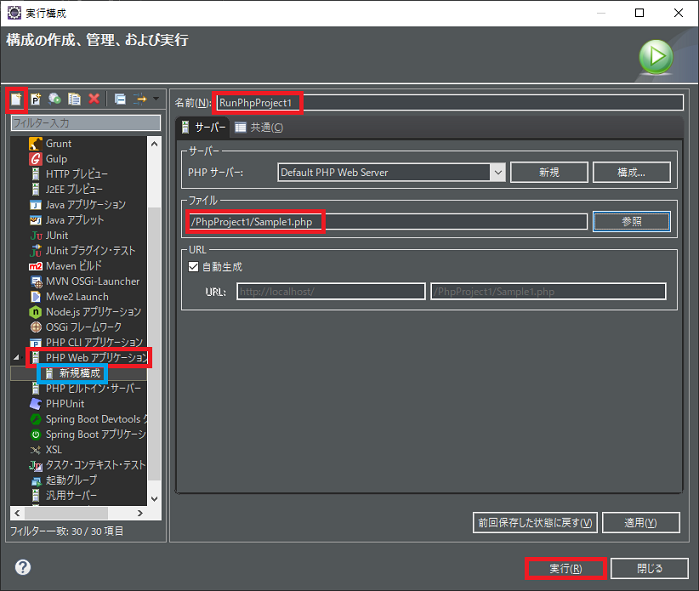 実行構成
構成の作成、管理、および実行
フィルター入力
Grunt
Gulp
HTTP プレビュー
J2EE プレビュー
Java アプリケーション
Java アプレット
JUnit
JUnit プラグイン・テスト
Maven ビルド
MVN OSGi-Launcher
Mwe2 Launch
Node.js アプリケーション
OSGi フレームワーク
PHP CLI アプリケーション
PHP Web アプリケーション
新規構成
PHP ビルトイン・サーバー
PHPUnit
Spring Boot Devtools ク
Spring Boot アプリケーシ
XSL
タスク・コンテキスト・テスト
起動グループ
汎用サーバー
フィルター一致: 30 / 30 項目
名前(N): RunPhpProject1
サーバー 共通(C)
サーバー
PHP サーバー: Default PHP Web Server 新規 構成...
ファイル
/PhpProject1/Sample1.php 参照
URL
自動生成
URL: http://localhost/ /PhpProject1/Sample1.php
前回保存した状態に戻す(V) 適用(Y)
実行(R) 閉じる